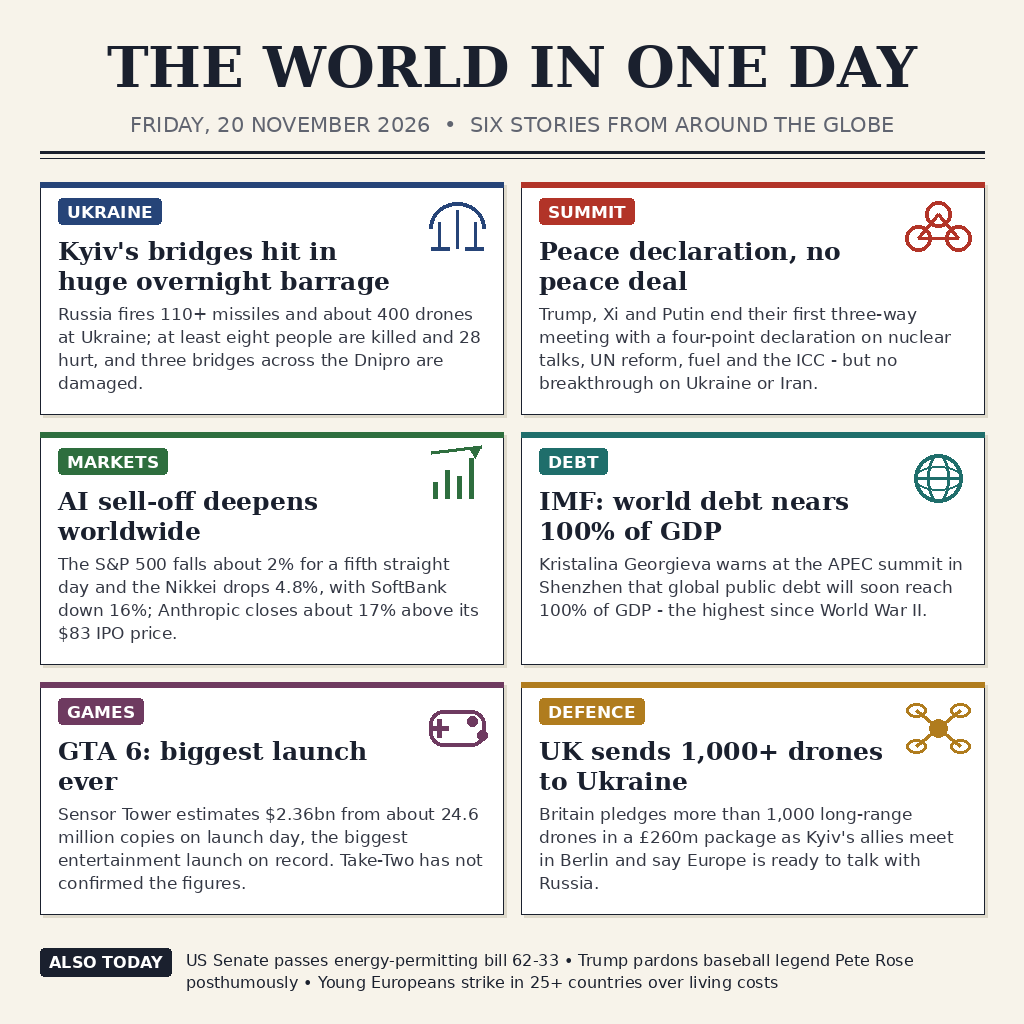 THE WORLD IN ONE DAY
FRIDAY, 20 NOVEMBER 2026 • SIX STORIES FROM AROUND THE GLOBE
UKRAINE
Kyiv's bridges hit in
huge overnight barrage
Russia fires 110+ missiles and about 400 drones
at Ukraine; at least eight people are killed and 28
hurt, and three bridges across the Dnipro are
damaged.
SUMMIT
Peace declaration, no
peace deal
Trump, Xi and Putin end their first three-way
meeting with a four-point declaration on nuclear
talks, UN reform, fuel and the ICC - but no
breakthrough on Ukraine or Iran.
MARKETS
AI sell-off deepens
worldwide
The S&P 500 falls about 2% for a fifth straight
day and the Nikkei drops 4.8%, with SoftBank
down 16%; Anthropic closes about 17% above its
$83 IPO price.
DEBT
IMF: world debt nears
100% of GDP
Kristalina Georgieva warns at the APEC summit in
Shenzhen that global public debt will soon reach
100% of GDP - the highest since World War II.
GAMES
GTA 6: biggest launch
ever
Sensor Tower estimates $2.36bn from about 24.6
million copies on launch day, the biggest
entertainment launch on record. Take-Two has not
confirmed the figures.
DEFENCE
UK sends 1,000+ drones
to Ukraine
Britain pledges more than 1,000 long-range
drones in a £260m package as Kyiv's allies meet
in Berlin and say Europe is ready to talk with
Russia.
ALSO TODAY
US Senate passes energy-permitting bill 62-33 • Trump pardons baseball legend Pete Rose
posthumously • Young Europeans strike in 25+ countries over living costs